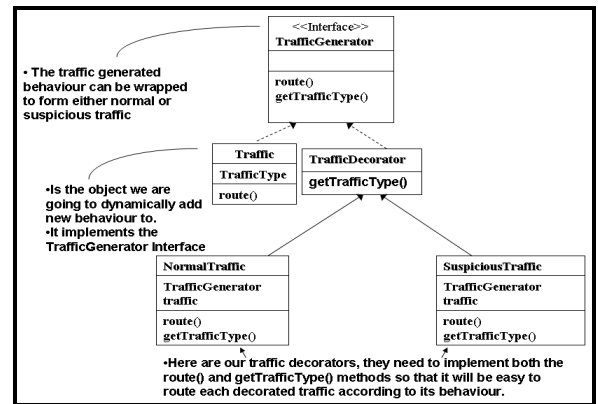 <<Interface>>
TrafficGenerator
route()
getTrafficType()
• The traffic generated
behaviour can be wrapped
to form either normal or
suspicious traffic
Traffic
TrafficType
route()
TrafficDecorator
getTrafficType()
•Is the object we are
going to dynamically add
new behaviour to.
•It implements the
TrafficGenerator Interface
NormalTraffic
TrafficGenerator
traffic
route()
getTrafficType()
SuspiciousTraffic
TrafficGenerator
traffic
route()
getTrafficType()
•Here are our traffic decorators, they need to implement both the
route() and getTrafficType() methods so that it will be easy to
route each decorated traffic according to its behaviour.